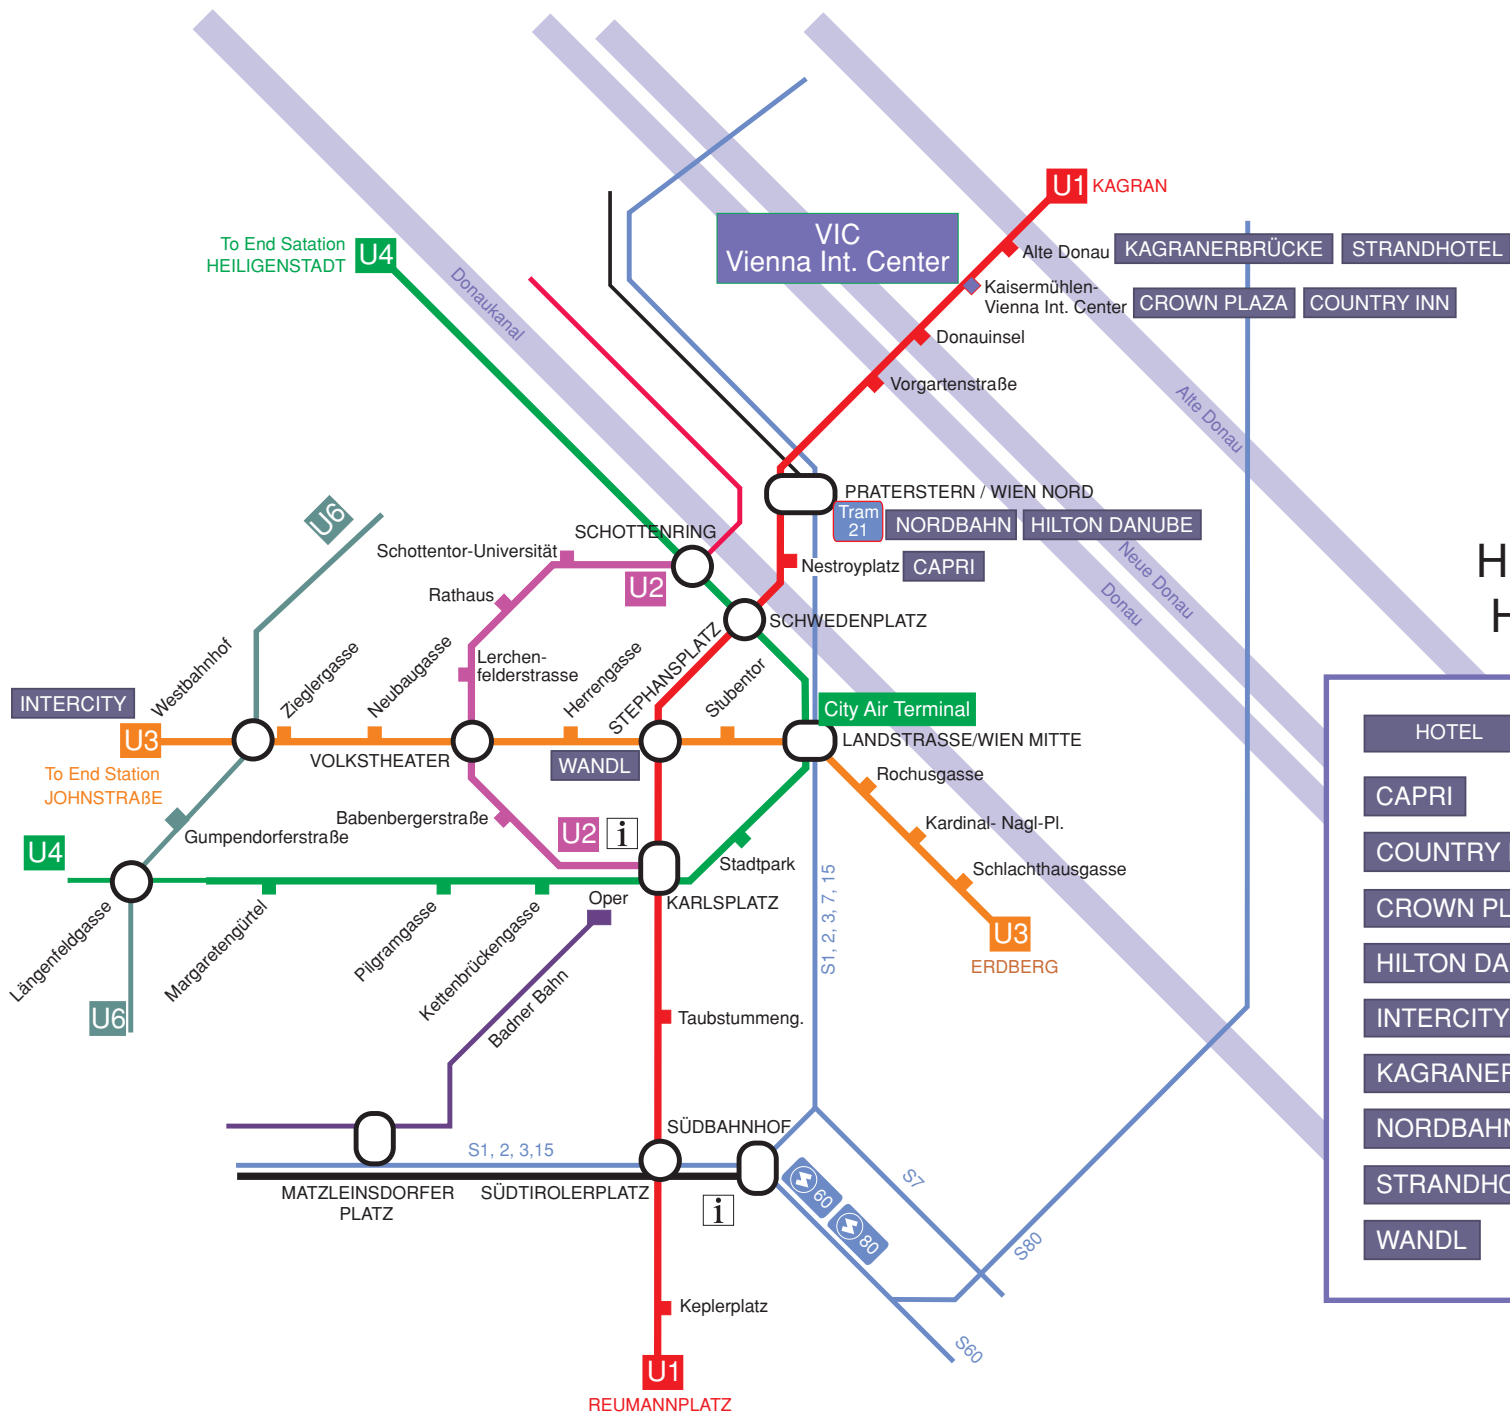 U1 KAGRAN
VIC
Vienna Int. Center
To End Satation
HEILIGENSTADT
U4
Alte Donau
KAGRANERBRÜCKE
STRANDHOTEL
Kaisermühlen-
Vienna Int. Center
CROWN PLAZA
COUNTRY INN
Donaukanal
Donauinsel
Vorgartenstraße
Alte Donau
PRATERSTERN / WIEN NORD
Tram
21
NORDBAHN
HILTON DANUBE
U6
SCHOTTENRING
Schottentor-Universität
U2
Nestroyplatz
CAPRI
Neue Donau
Donau
H
H
Rathaus
SCHWEDENPLATZ
Westbahnhof
Zieglergasse
Neubaugasse
Lerchen-
felderstrasse
Herrengasse
STEPHANSPLATZ
Stubentor
INTERCITY
City Air Terminal
U3
VOLKSTHEATER
WANDL
LANDSTRASSE/WIEN MITTE
To End Station
JOHNSTRAßE
Rochusgasse
Babenbergerstraße
Gumpendorferstraße
U2
i
Kardinal- Nagl-Pl.
U4
Stadtpark
Schlachthausgasse
Oper
KARLSPLATZ
S1, 2, 3, 7, 15
Längenfeldgasse
Margaretengürtel
Pilgramgasse
Kettenbrückengasse
Badner Bahn
U3
ERDBERG
U6
Taubstummeng.
SÜDBAHNHOF
S1, 2, 3,15
MATZLEINSDORFER
PLATZ
SÜDTIROLERPLATZ
i
60
80
S7
S80
S60
Keplerplatz
U1
REUMANNPLATZ
HOTEL
CAPRI
COUNTRY
CROWN PL
HILTON DA
INTERCITY
KAGRANER
NORDBAHN
STRANDHO
WANDL